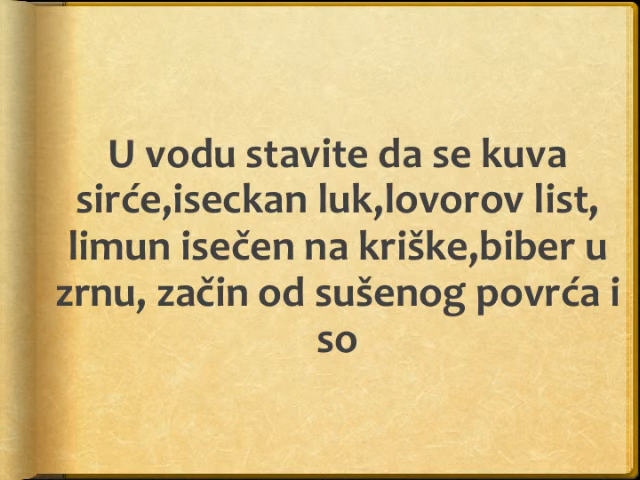 U vodu stavite da se kuva
sirće,iseckan luk,lovorov list,
limun isečen na kriške,biber u
zrnu, začin od sušenog povrća i
so